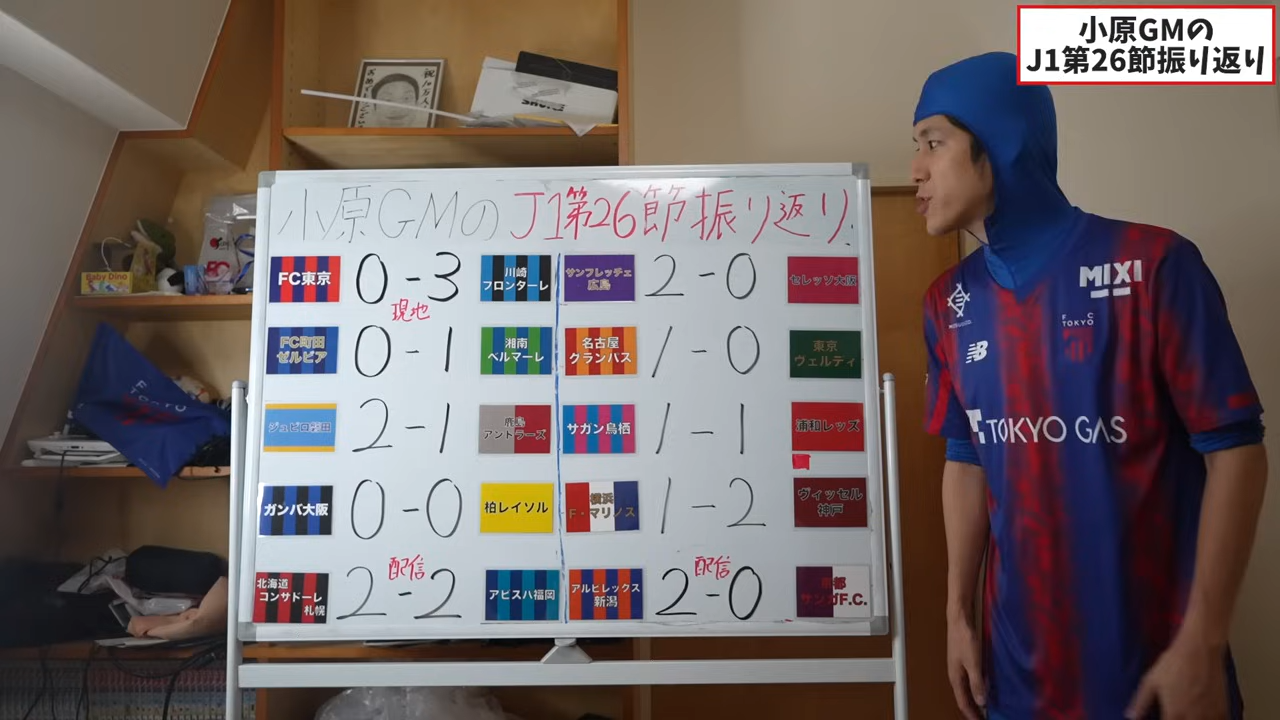 小原GMの
J1第26節振り返り
小原GMのJ1第26節振り返り
FC東京 0-3 川崎フロンターレ
現地
サンフレッチェ広島 2-0 セレッソ大阪
FC町田ゼルビア 0-1 湘南ベルマーレ
名古屋グランパス 1-0 東京ヴェルディ
ジュビロ磐田 2-1 鹿島アントラーズ
サガン鳥栖 1-1 浦和レッズ
ガンバ大阪 0-0 柏レイソル
横浜F・マリノス 1-2 ヴィッセル神戸
北海道コンサドーレ札幌 2-2 アビスパ福岡
配信
アルビレックス新潟 2-0 京都サンガF.C.
配信
MIXI
F C
TOKYO
NB
TOKYO GAS
Baby Dino